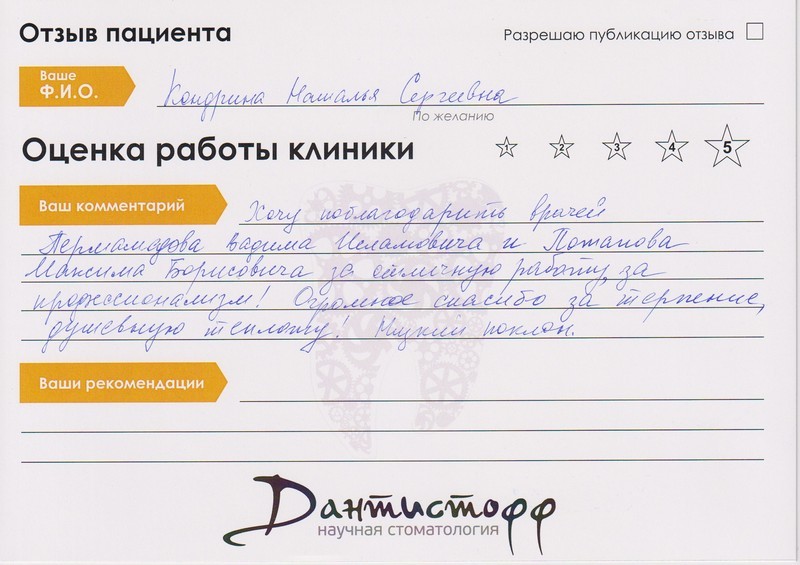 Отзыв пациента
Разрешаю публикацию отзыва
Ваше
Ф.И.О.
Кондрина Наталья Сергеевна
По желанию
Оценка работы клиники
1 2 3 4 5
Ваш комментарий
Хочу поблагодарить врачей
Пермамедова Вадима Исламовича и Потапова
Максима Борисовича за отличную работу, за
профессионализм! Огромное спасибо за терпение,
душевную теплоту! Низкий поклон.
Ваши рекомендации
Дантистофф
научная стоматология